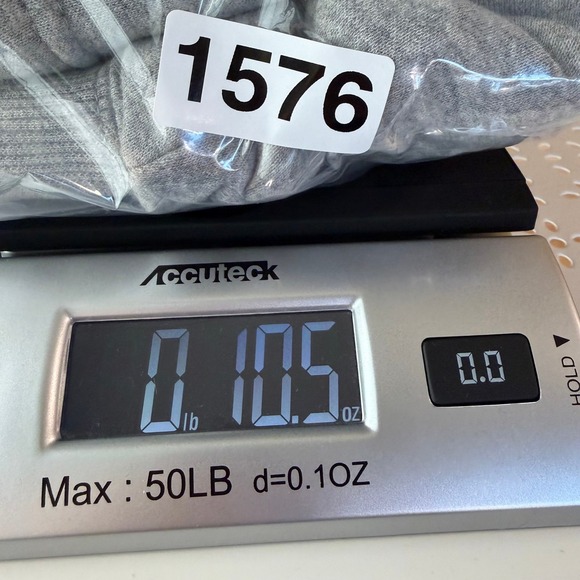 1576
Accuteck
0 lb 10.5 oz
0.0
HOLD
Max : 50LB d=0.1OZ